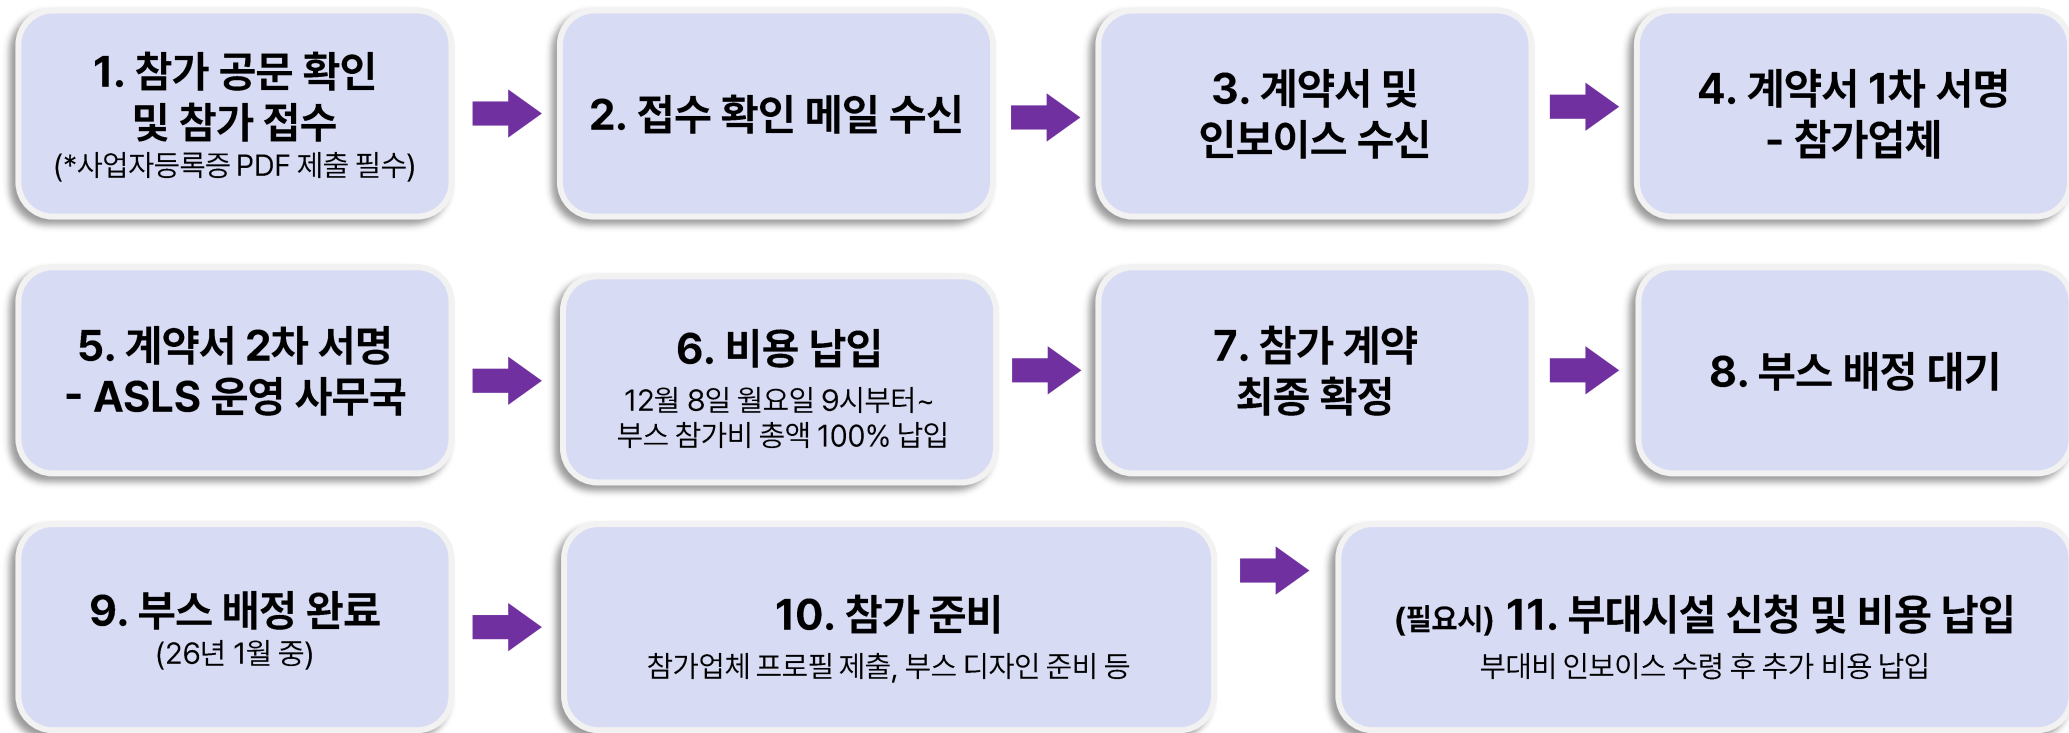 1. 참가 공문 확인
및 참가 접수
(*사업자등록증 PDF 제출 필수)
2. 접수 확인 메일 수신
3. 계약서 및
인보이스 수신
4. 계약서 1차 서명
- 참가업체
5. 계약서 2차 서명
- ASLS 운영 사무국
6. 비용 납입
12월 8일 월요일 9시부터~
부스 참가비 총액 100% 납입
7. 참가 계약
최종 확정
8. 부스 배정 대기
9. 부스 배정 완료
(26년 1월 중)
10. 참가 준비
참가업체 프로필 제출, 부스 디자인 준비 등
(필요시) 11. 부대시설 신청 및 비용 납입
부대비 인보이스 수령 후 추가 비용 납입